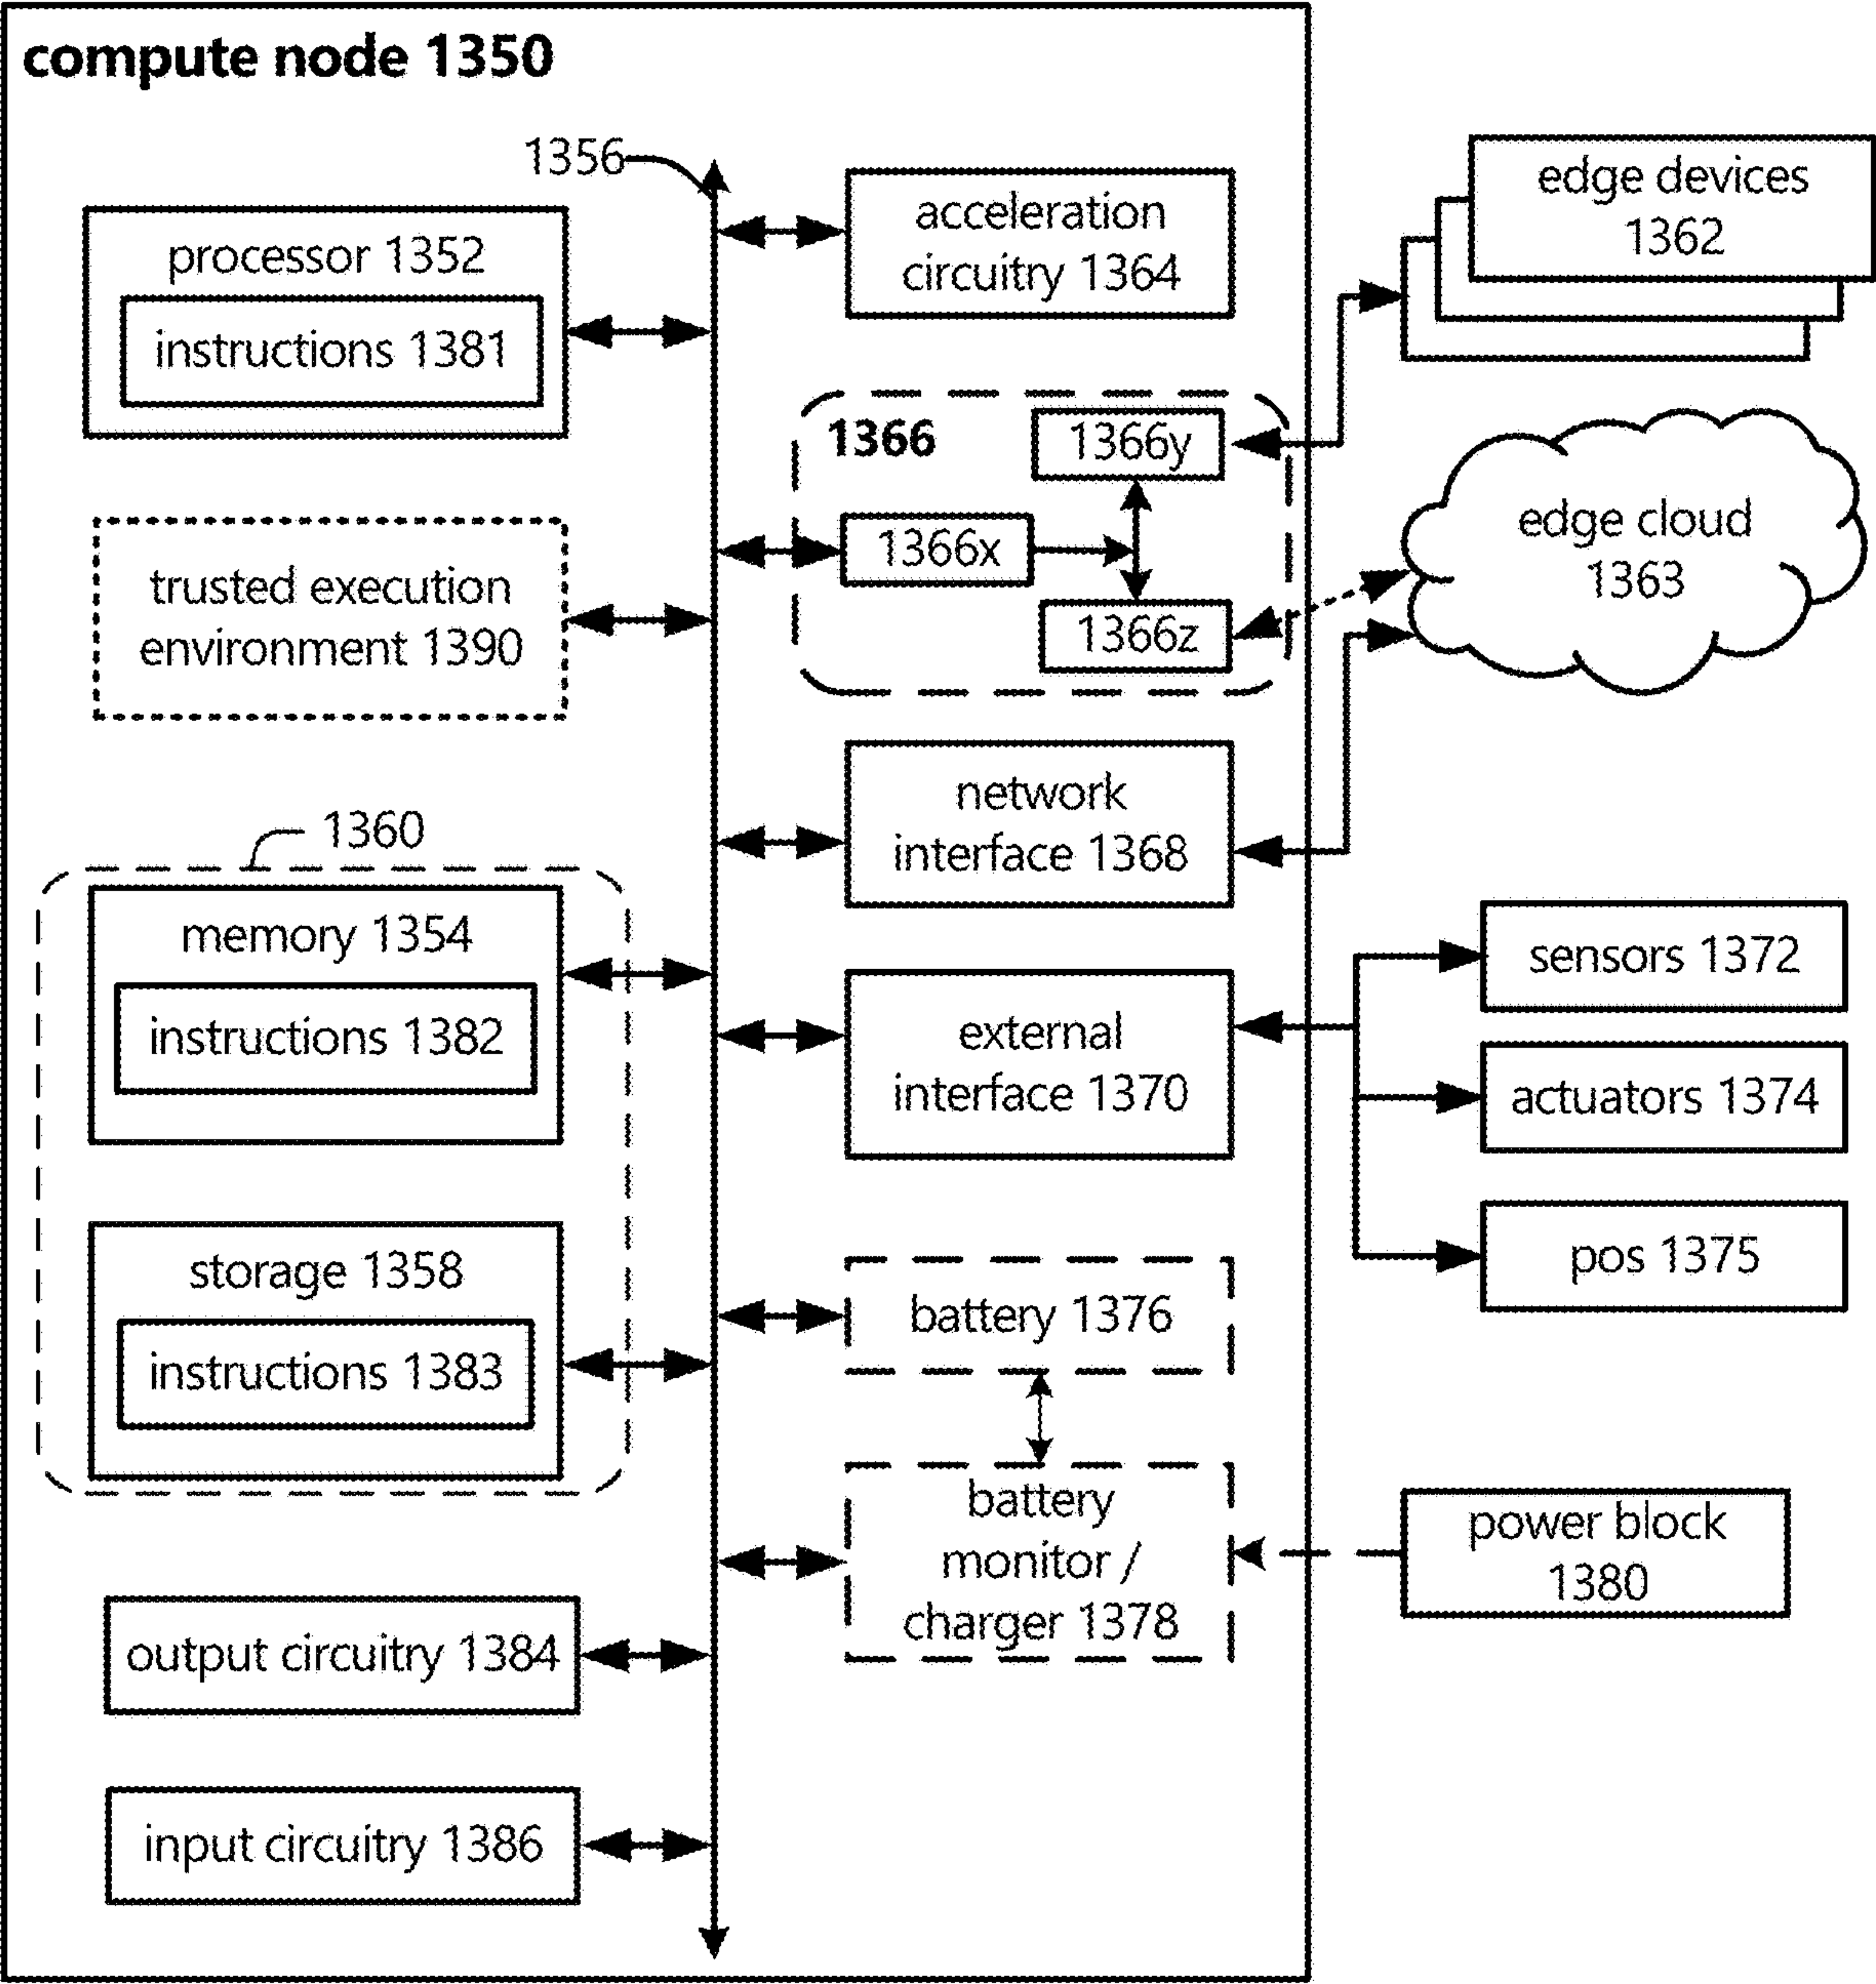 compute node 1350
1356
processor 1352
instructions 1381
trusted execution
environment 1390
1360
memory 1354
instructions 1382
storage 1358
instructions 1383
output circuitry 1384
input circuitry 1386
acceleration
circuitry 1364
1366
1366y
1366x
1366z
network
interface 1368
external
interface 1370
battery 1376
battery
monitor /
charger 1378
edge devices
1362
edge cloud
1363
sensors 1372
actuators 1374
pos 1375
power block
1380